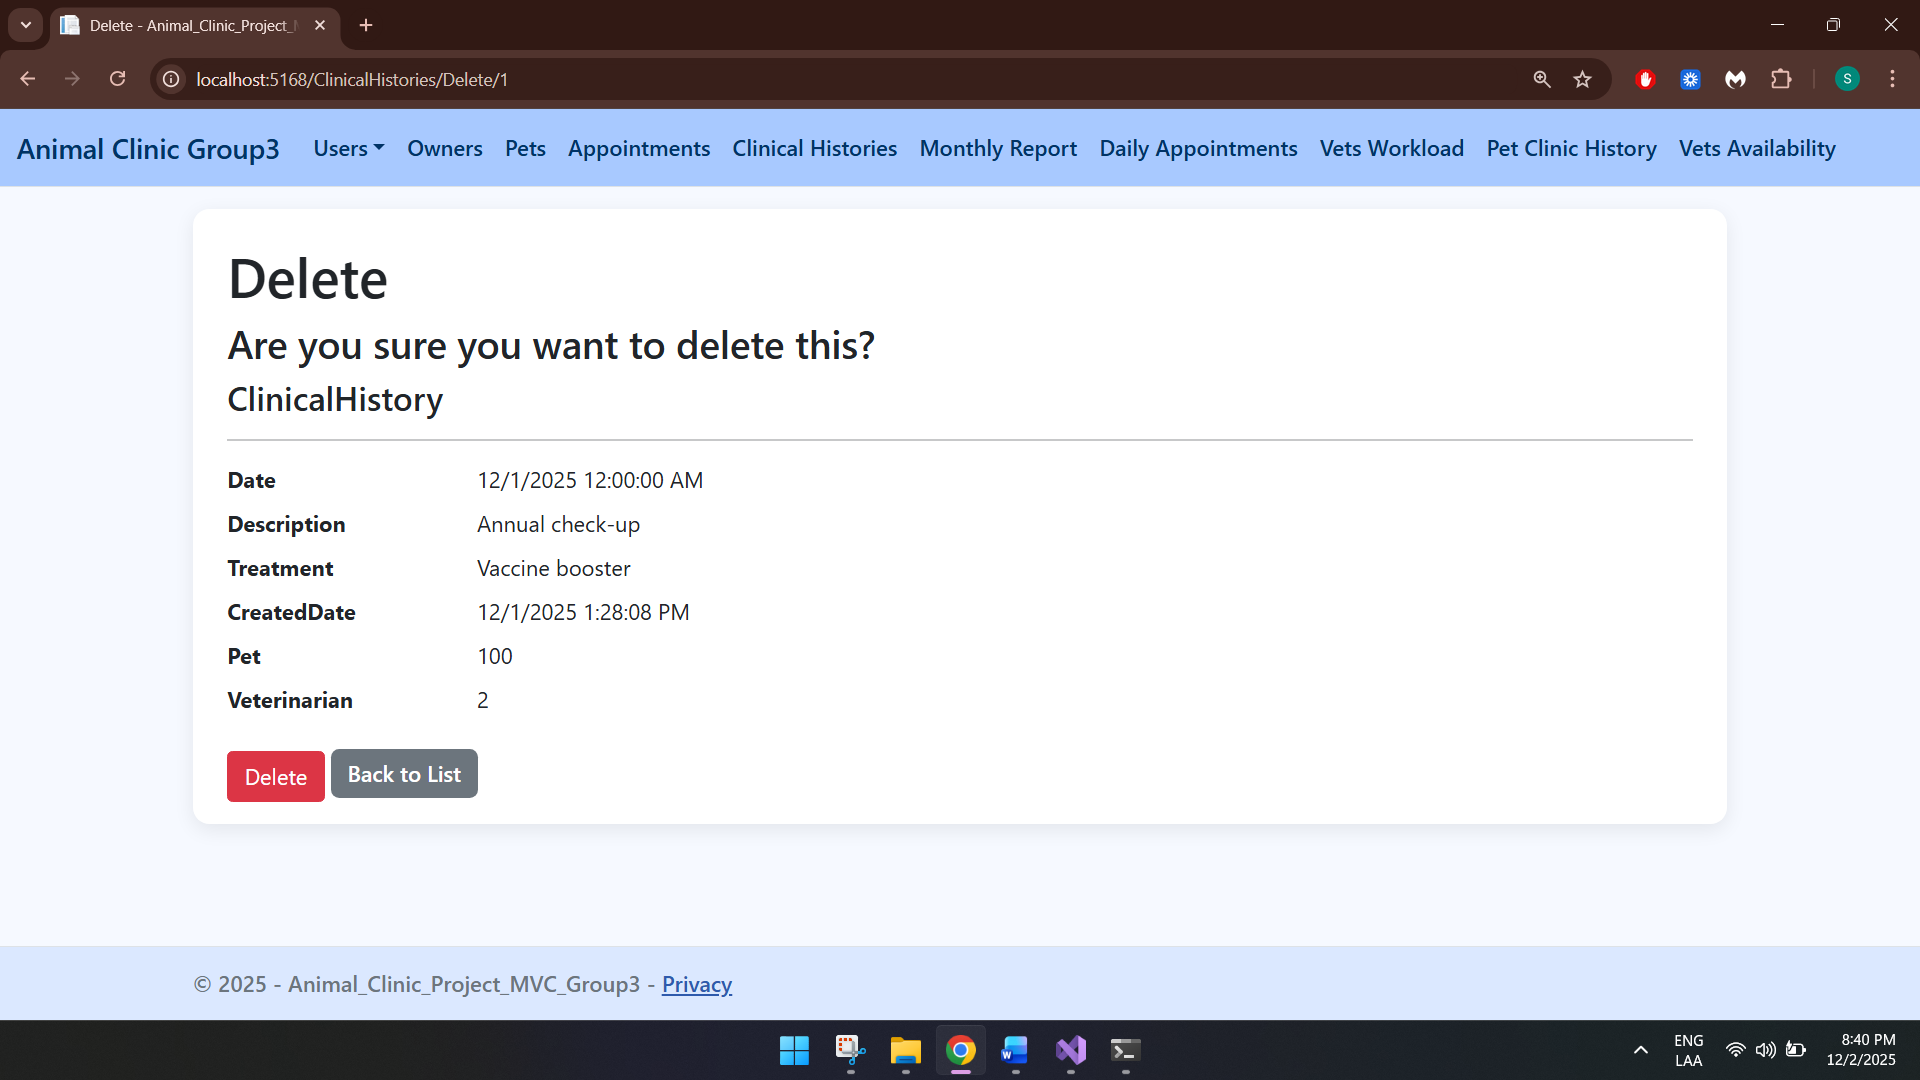 Delete - Animal_Clinic_Project_
localhost:5168/ClinicalHistories/Delete/1
S
Animal Clinic Group3 Users Owners Pets Appointments Clinical Histories Monthly Report Daily Appointments Vets Workload Pet Clinic History Vets Availability
Delete
Are you sure you want to delete this?
ClinicalHistory
Date 12/1/2025 12:00:00 AM
Description Annual check-up
Treatment Vaccine booster
CreatedDate 12/1/2025 1:28:08 PM
Pet 100
Veterinarian 2
Delete Back to List
© 2025 - Animal_Clinic_Project_MVC_Group3 - Privacy
ENG
LAA
8:40 PM
12/2/2025